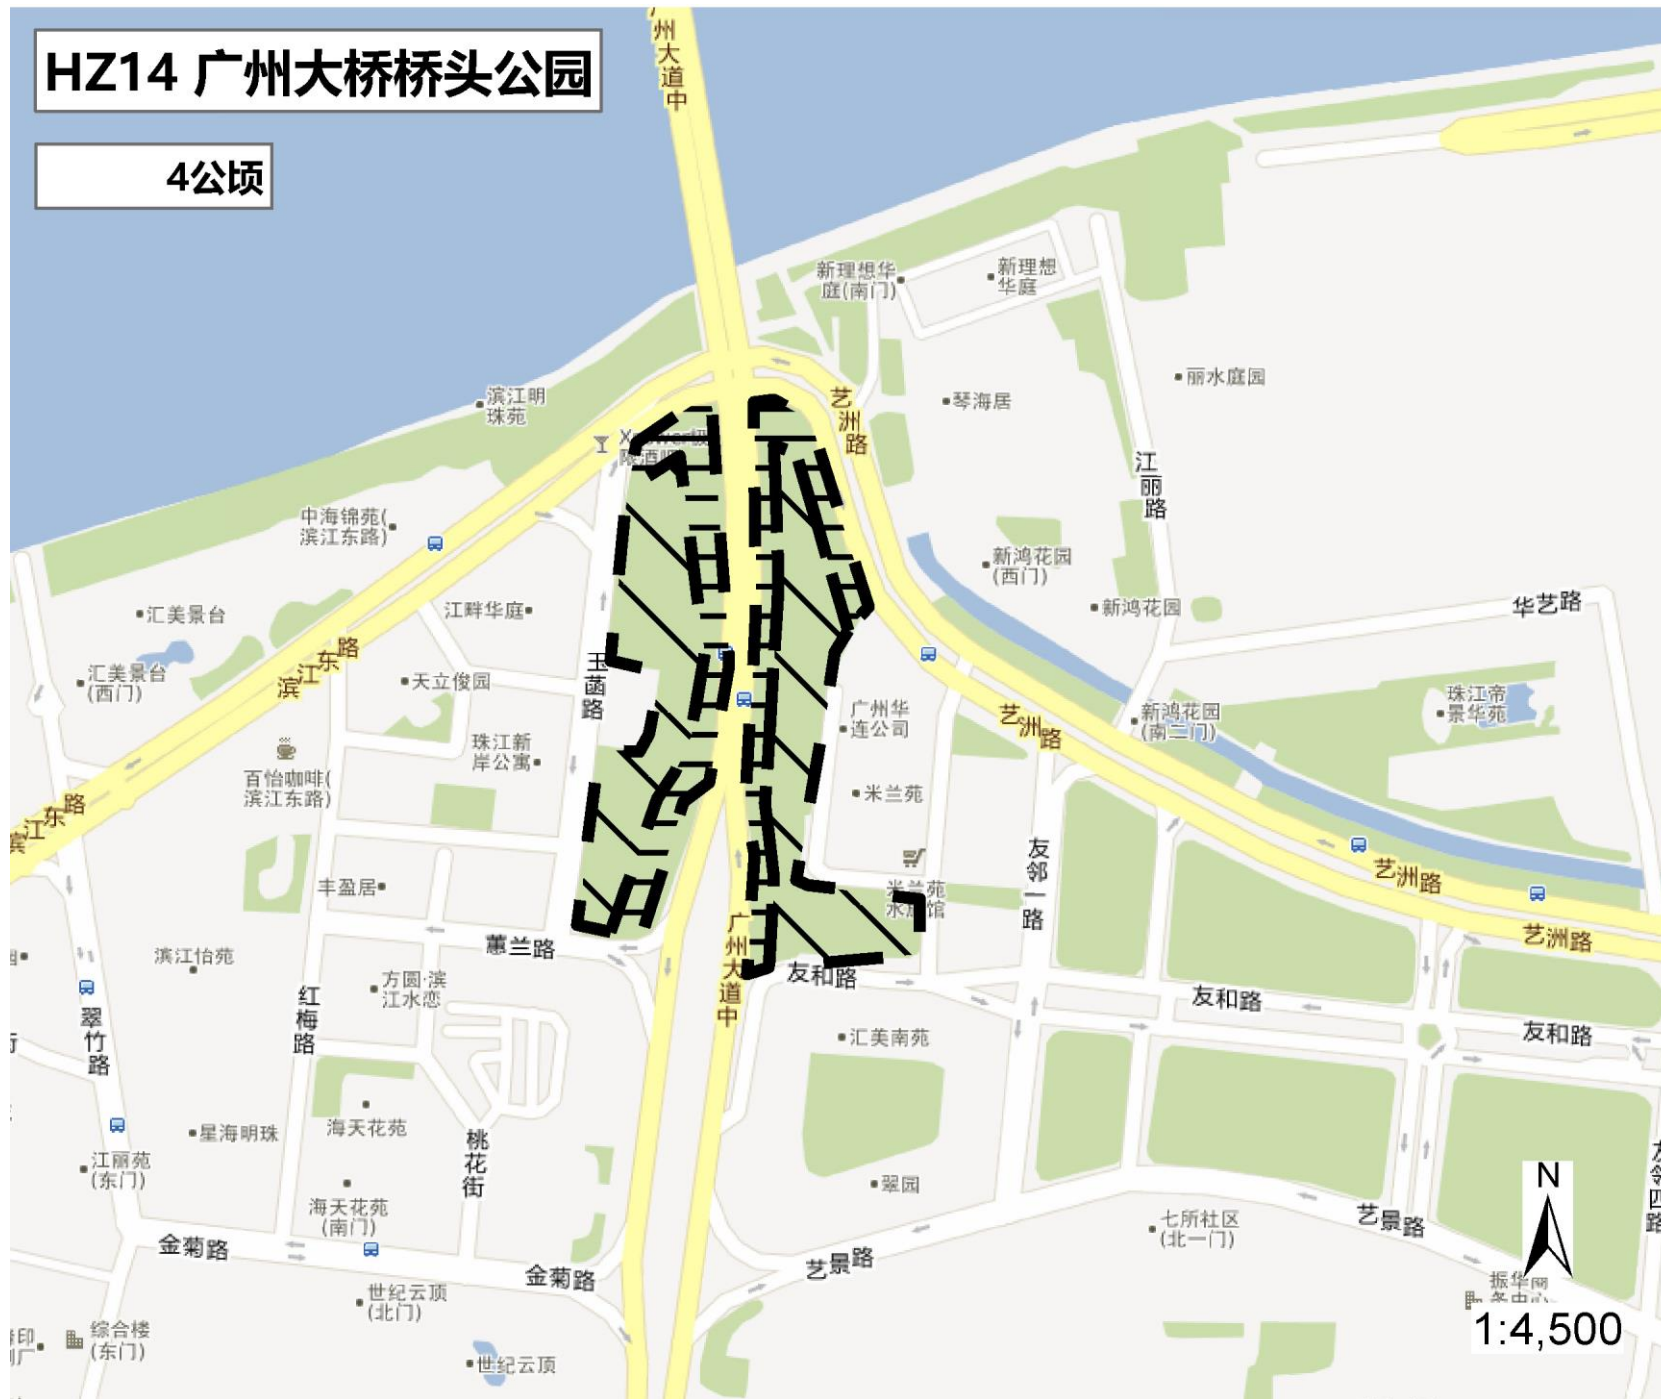 HZ14 广州大桥桥头公园
4公顷
州大道中
新理想华
庭(南门)
新理想
华庭
丽水庭园
滨江明
珠苑
艺洲路
琴海居
江丽路
中海锦苑(
滨江东路)
新鸿花园
(西门)
新鸿花园
华艺路
汇美景台
江畔华庭
汇美景台
(西门)
滨江东路
天立俊园
玉菡路
广州华
连公司
艺洲路
新鸿花园
(南二门)
珠江帝
景华苑
珠江新
岸公寓
百怡咖啡(
滨江东路)
米兰苑
滨江东路
友邻一路
艺洲路
丰盈居
米兰苑
广州大道中
艺洲路
蕙兰路
滨江怡苑
方圆·滨
江水恋
友和路
友和路
友和路
红梅路
翠竹路
汇美南苑
星海明珠
海天花苑
桃花街
江丽苑
(东门)
翠园
海天花苑
(南门)
七所社区
(北一门)
艺景路
N
金菊路
艺景路
金菊路
世纪云顶
(北门)
综合楼
(东门)
世纪云顶
1:4,500